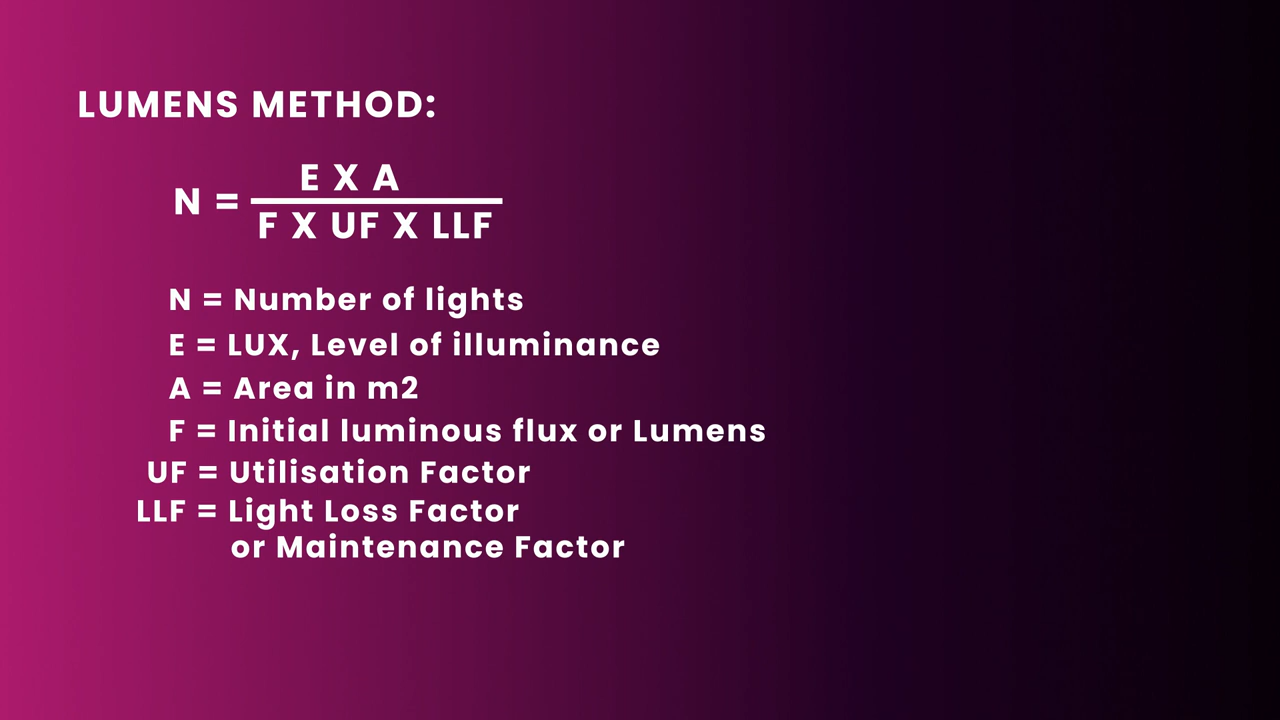 LUMENS METHOD:
E X A
N =
F X UF X LLF
N = Number of lights
E = LUX, Level of illuminance
A = Area in m2
F = Initial luminous flux or Lumens
UF = Utilisation Factor
LLF = Light Loss Factor
or Maintenance Factor